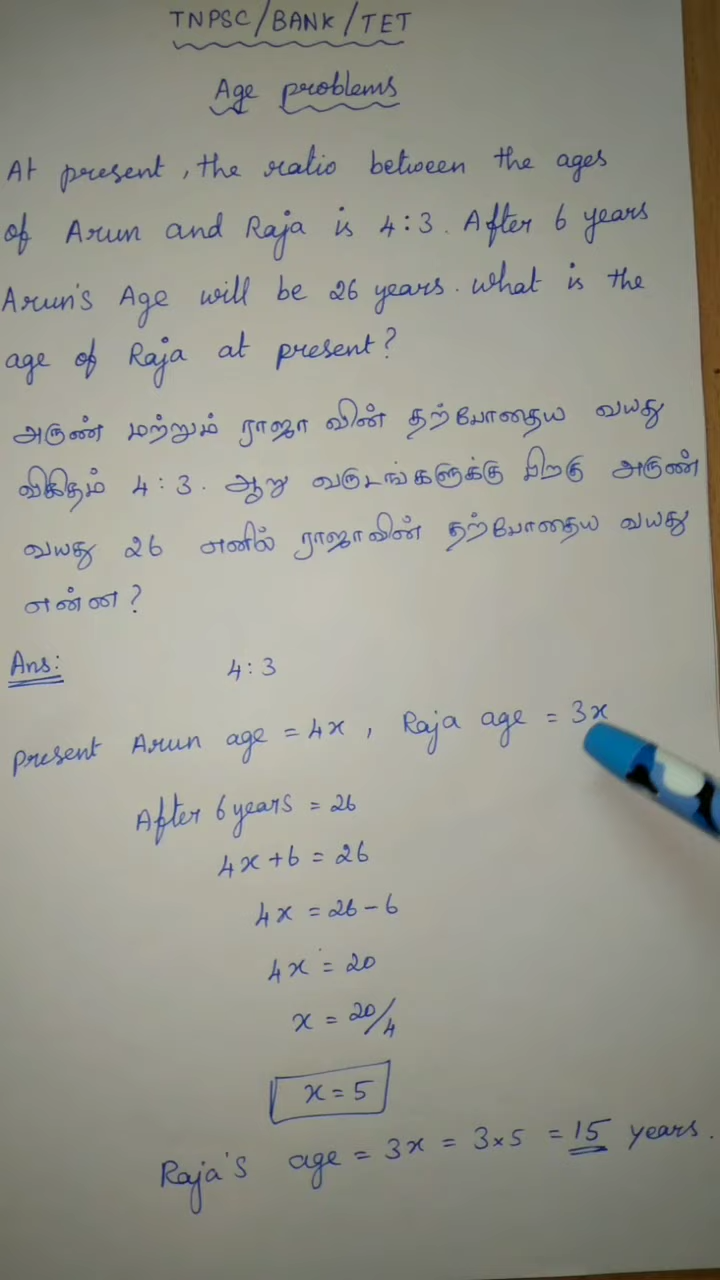 TNPSC/BANK/TET
Age problems
At present, the ratio between the ages
of Arun and Raja is 4:3. After 6 years
Arun's Age will be 26 years. What is the
age of Raja at present?
அருண் மற்றும் ராஜா வின் தற்போதைய வயது
விகிதம் 4:3. ஆறு வருடங்களுக்கு பிறகு அருண்
வயது 26 எனில் ராஜாவின் தற்போதைய வயது
என்ன?
Ans: 4:3
Present Arun age = 4x, Raja age = 3x
After 6 years = 26
4x+6 = 26
4x = 26-6
4x = 20
x = 20/4
x = 5
Raja's age = 3x = 3×5 = 15 years.